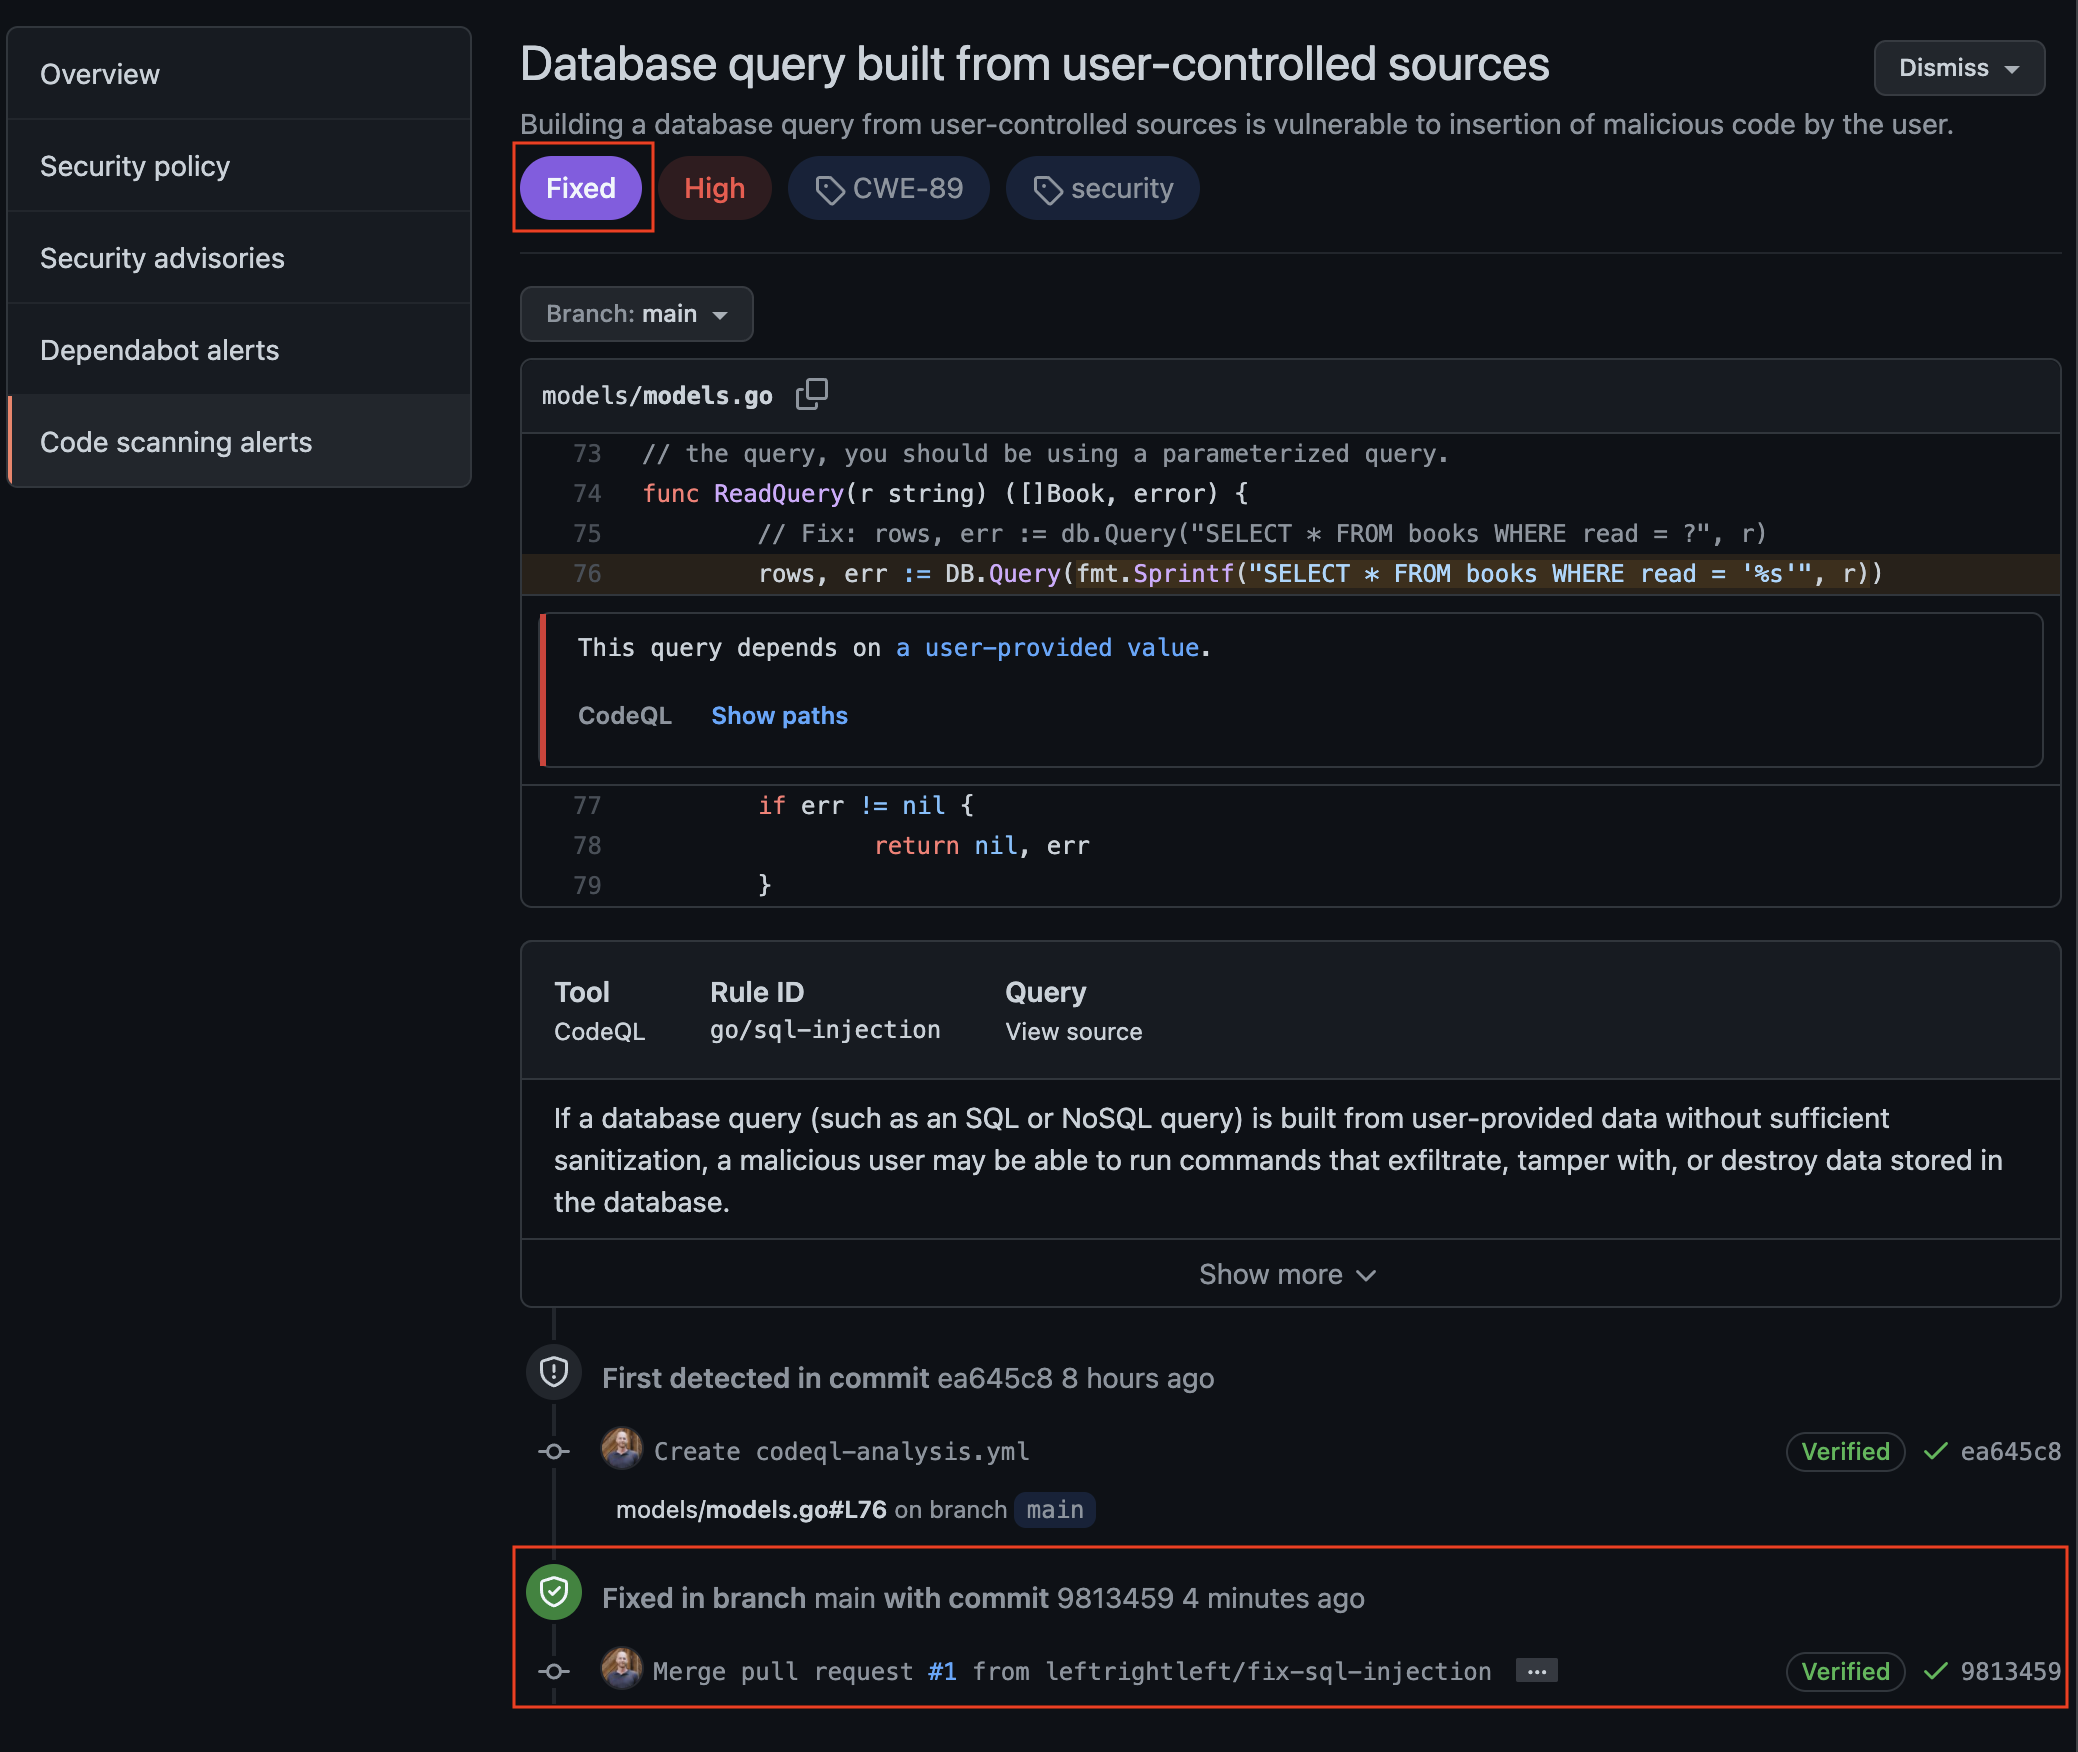 Overview
Security policy
Security advisories
Dependabot alerts
Code scanning alerts
Database query built from user-controlled sources
Dismiss
Building a database query from user-controlled sources is vulnerable to insertion of malicious code by the user.
Fixed High CWE-89 security
Branch: main
models/models.go
73 // the query, you should be using a parameterized query.
74 func ReadQuery(r string) ([]Book, error) {
75 // Fix: rows, err := db.Query("SELECT * FROM books WHERE read = ?", r)
76 rows, err := DB.Query(fmt.Sprintf("SELECT * FROM books WHERE read = '%s'", r))
This query depends on a user-provided value.
CodeQL Show paths
77 if err != nil {
78 return nil, err
79 }
Tool Rule ID Query
CodeQL go/sql-injection View source
If a database query (such as an SQL or NoSQL query) is built from user-provided data without sufficient
sanitization, a malicious user may be able to run commands that exfiltrate, tamper with, or destroy data stored in
the database.
Show more
First detected in commit ea645c8 8 hours ago
Create codeql-analysis.yml Verified ea645c8
models/models.go#L76 on branch main
Fixed in branch main with commit 9813459 4 minutes ago
Merge pull request #1 from leftrightleft/fix-sql-injection ... Verified 9813459